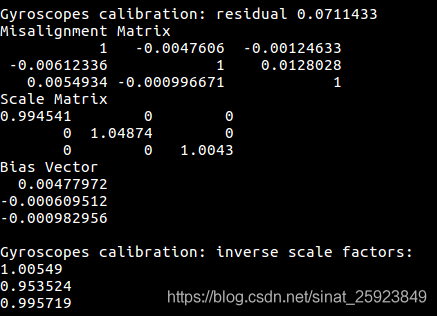 Gyroscopes calibration: residual 0.0711433
Misalignment Matrix
1 -0.0047606 -0.00124633
-0.00612336 1 0.0128028
0.0054934 -0.000996671 1
Scale Matrix
0.994541 0 0
0 1.04874 0
0 0 1.0043
Bias Vector
0.00477972
-0.000609512
-0.000982956
Gyroscopes calibration: inverse scale factors:
1.00549
0.953524
0.995719
https://blog.csdn.net/sinat_25923849